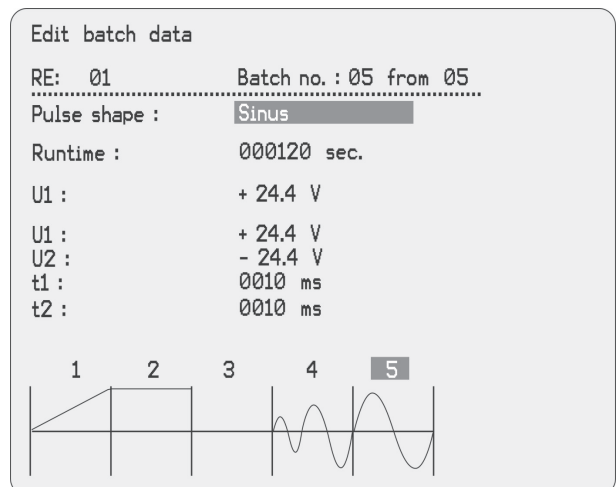 Edit batch data
RE: 01 Batch no. : 05 from 05
Pulse shape : Sinus
Runtime : 000120 sec.
U1 : + 24.4 V
U1 : + 24.4 V
U2 : - 24.4 V
t1 : 0010 ms
t2 : 0010 ms
1 2 3 4 5